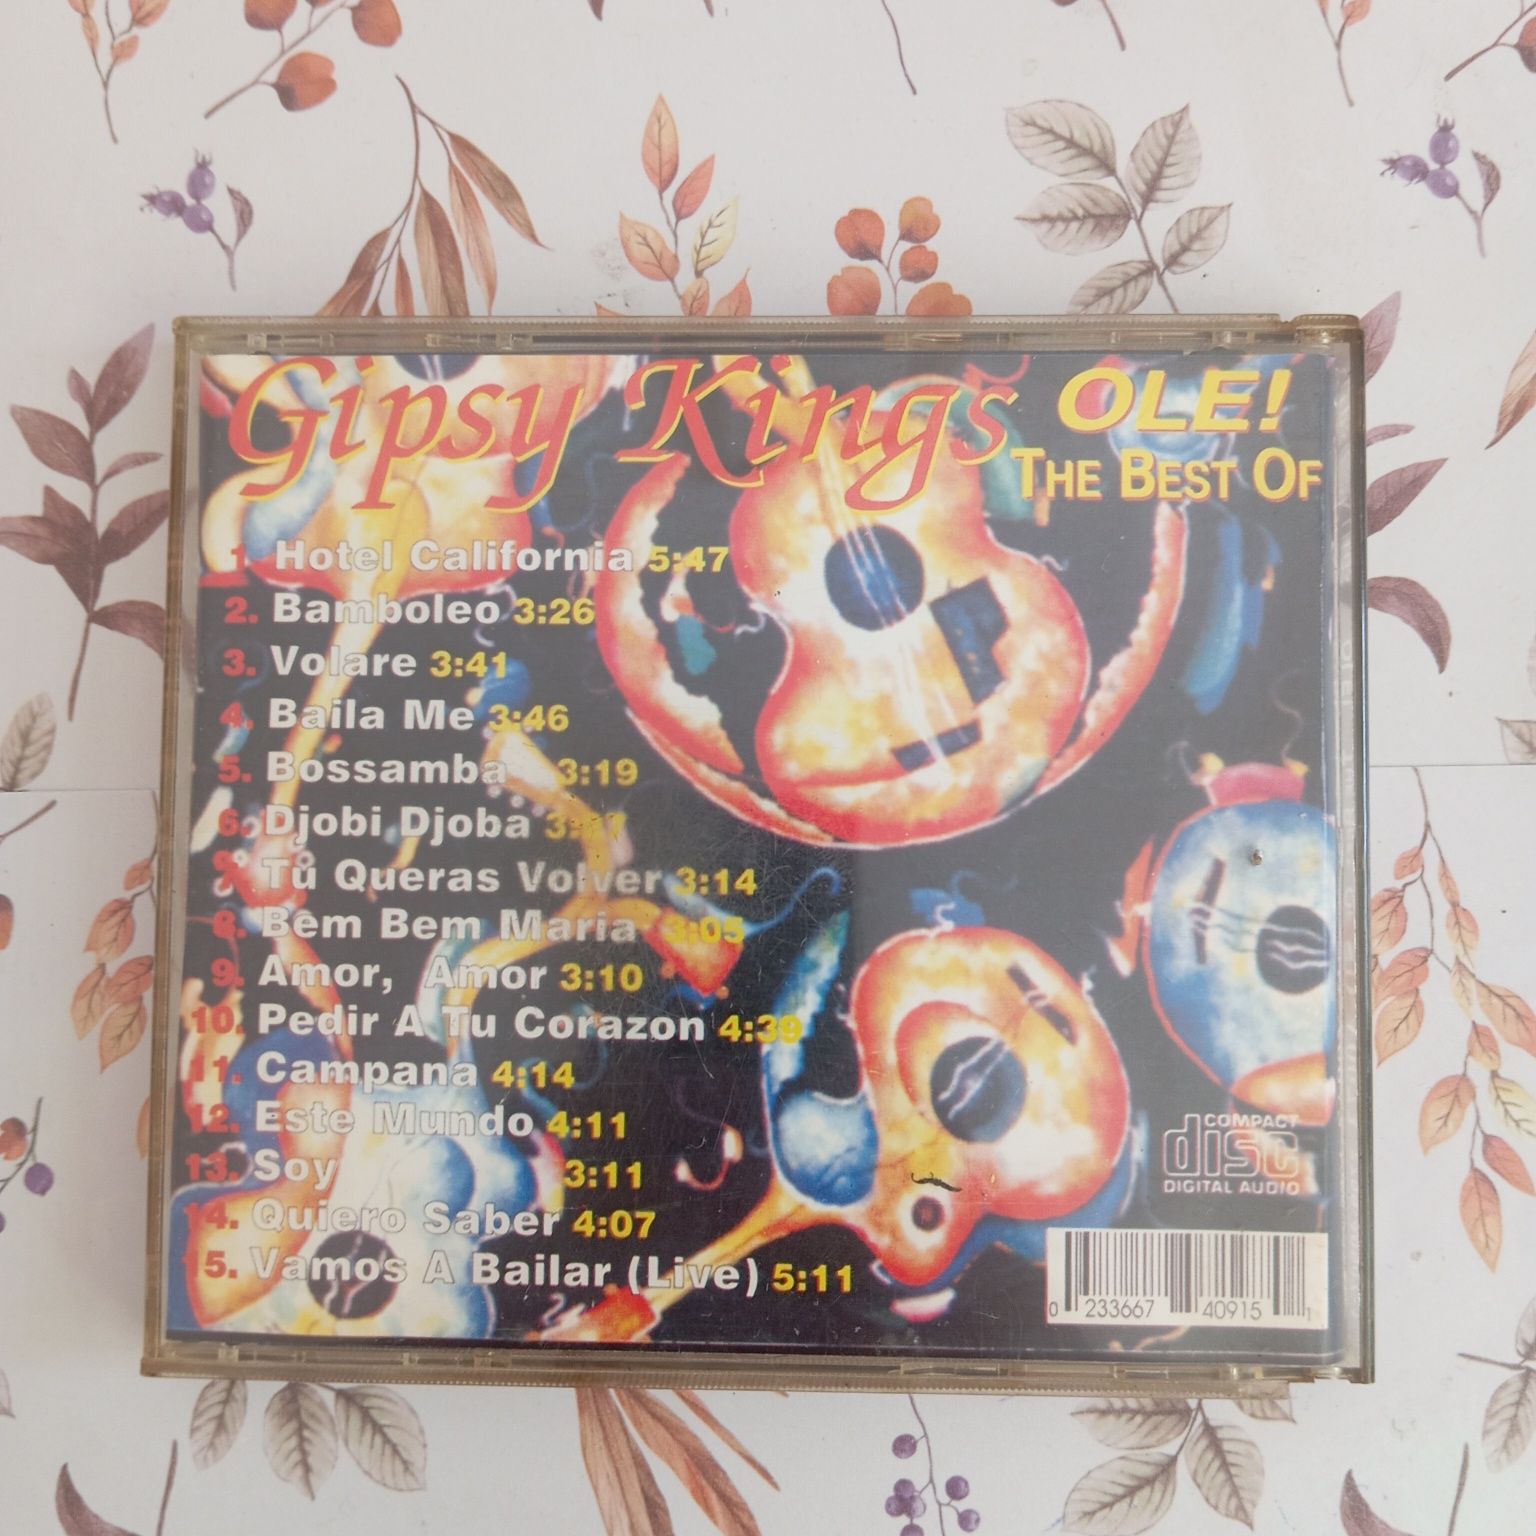 Gipsy Kings OLE!
THE BEST OF
1. Hotel California 5:47
2. Bamboleo 3:26
3. Volare 3:41
4. Baila Me 3:46
5. Bossamba 3:19
6. Djobi Djoba
7. Tú Queras Volver 3:14
8. Bem Bem Maria 3:05
9. Amor, Amor 3:10
10. Pedir A Tu Corazon 4:39
11. Campana 4:14
12. Este Mundo 4:11
13. Soy 3:11
14. Quiero Saber 4:07
15. Vamos A Bailar (Live) 5:11
COMPACT
disc
DIGITAL AUDIO
0 233667 40915 1